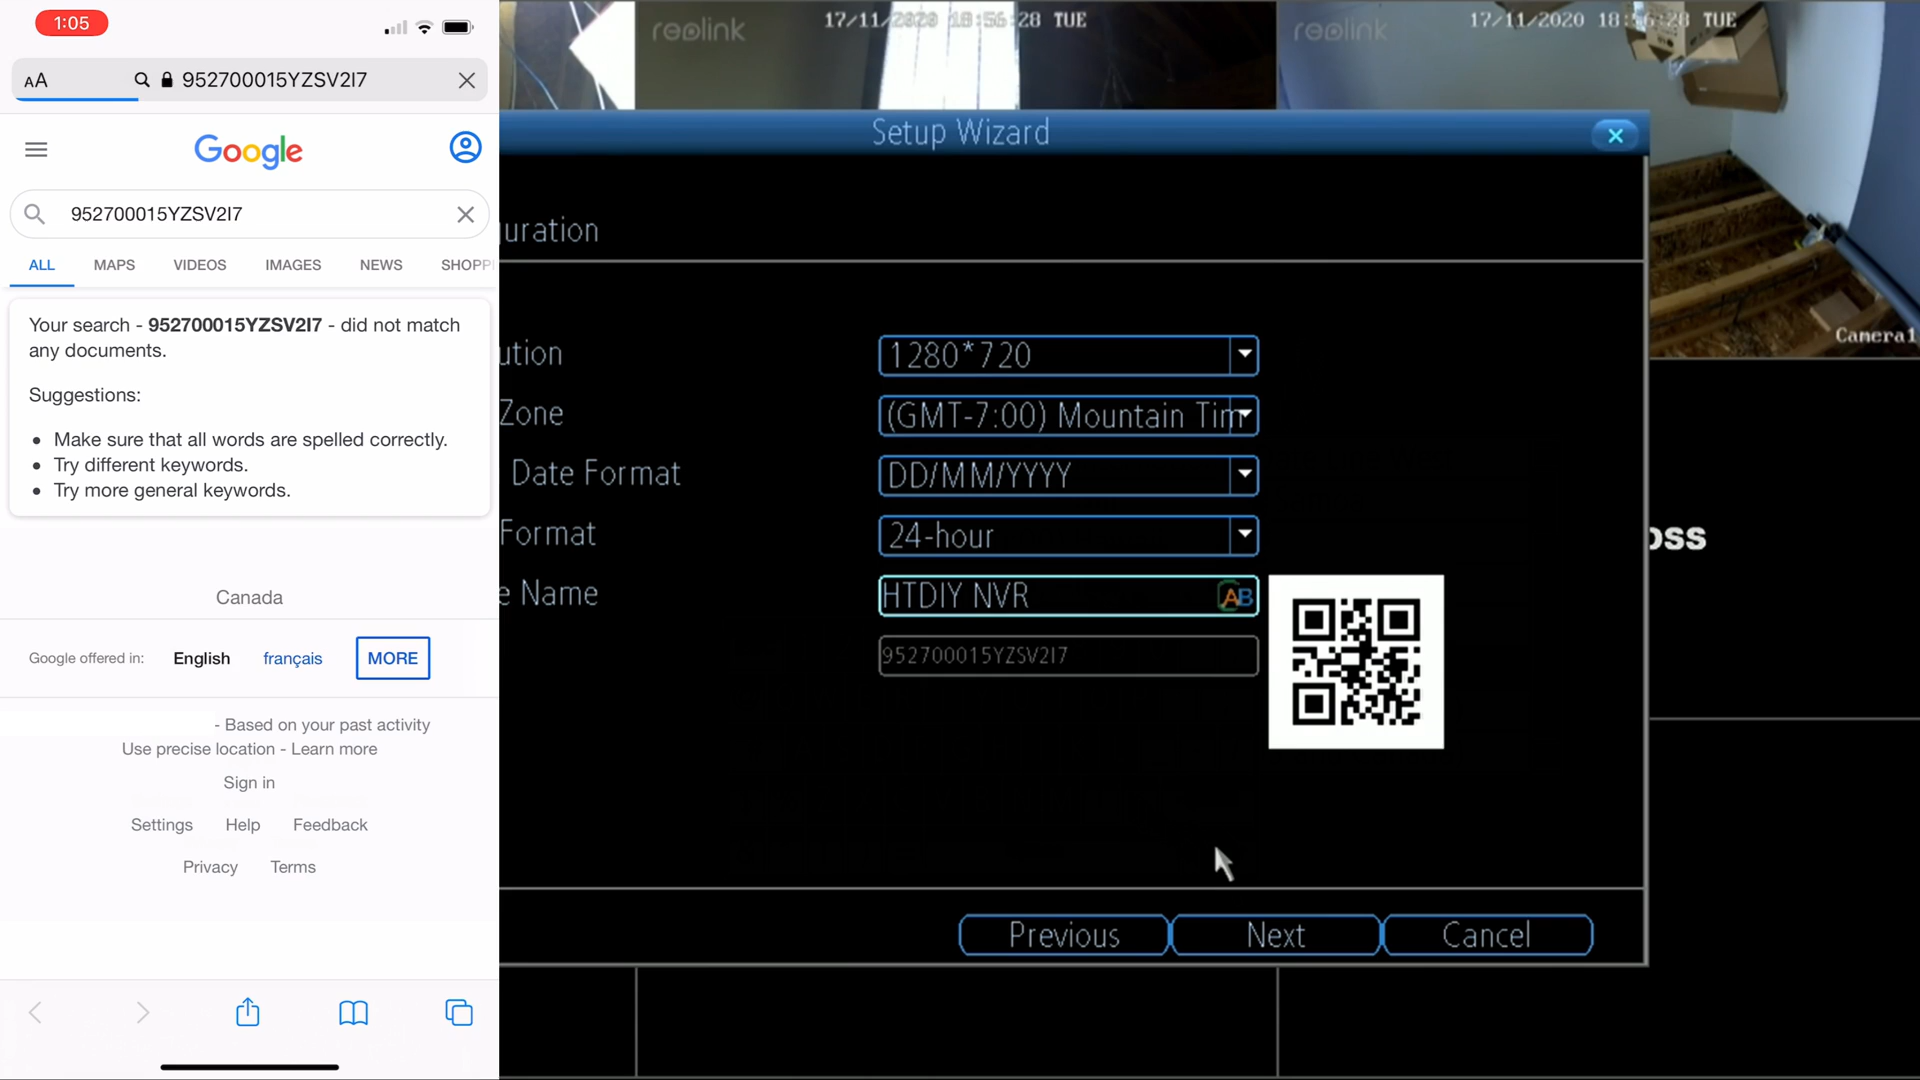 1:05
AA 952700015YZSV2I7
Google
952700015YZSV2I7
ALL MAPS VIDEOS IMAGES NEWS SHOPP
Your search - 952700015YZSV2I7 - did not match
any documents.
Suggestions:
Make sure that all words are spelled correctly.
Try different keywords.
Try more general keywords.
Canada
Google offered in: English français MORE
- Based on your past activity
Use precise location - Learn more
Sign in
Settings Help Feedback
Privacy Terms
reolink 17/11/2020 18:56:28 TUE
reolink 17/11/2020 18:56:28 TUE
Camera1
Setup Wizard
uration
ution 1280*720
Zone (GMT-7:00) Mountain Tim
Date Format DD/MM/YYYY
Format 24-hour
e Name HTDIY NVR AB
952700015YZSV2I7
oss
Previous Next Cancel